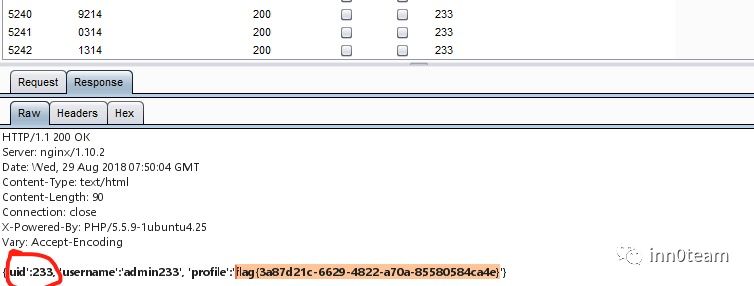 5240 9214 200 233
5241 0314 200 233
5242 1314 200 233
Request Response
Raw Headers Hex
HTTP/1.1 200 OK
Server: nginx/1.10.2
Date: Wed, 29 Aug 2018 07:50:04 GMT
Content-Type: text/html
Content-Length: 90
Connection: close
X-Powered-By: PHP/5.5.9-1ubuntu4.25
Vary: Accept-Encoding
{'uid':233, 'username':'admin233', 'profile':'flag{3a87d21c-6629-4822-a70a-85580584ca4e}'}
inn0team